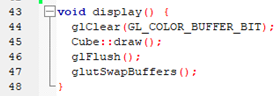 43 void display() {
44 glClear(GL_COLOR_BUFFER_BIT);
45 Cube::draw();
46 glFlush();
47 glutSwapBuffers();
48 }